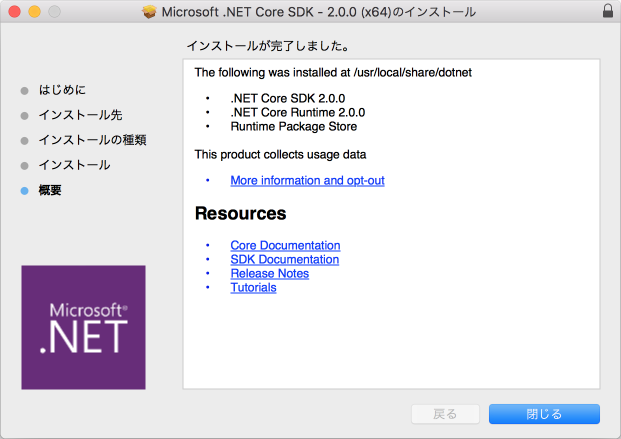 Microsoft .NET Core SDK - 2.0.0 (x64)のインストール
インストールが完了しました。
はじめに
インストール先
インストールの種類
インストール
概要
The following was installed at /usr/local/share/dotnet
• .NET Core SDK 2.0.0
• .NET Core Runtime 2.0.0
• Runtime Package Store
This product collects usage data
• More information and opt-out
Resources
• Core Documentation
• SDK Documentation
• Release Notes
• Tutorials
Microsoft®
.NET
戻る
閉じる